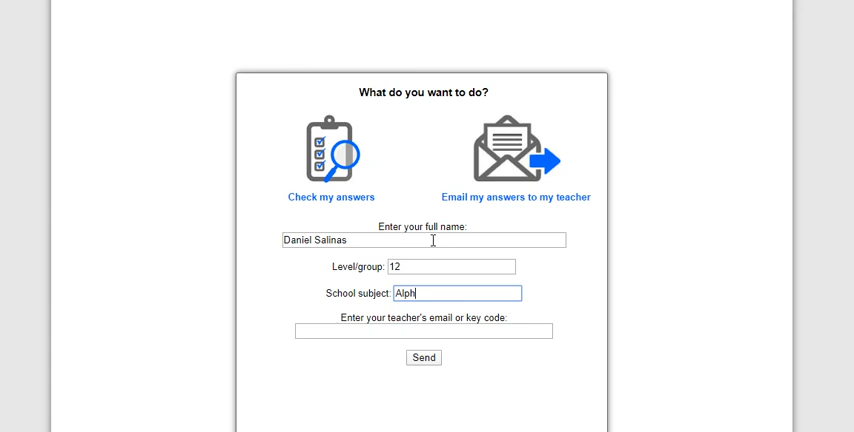 What do you want to do?
Check my answers
Email my answers to my teacher
Enter your full name:
Daniel Salinas
Level/group: 12
School subject: Alph
Enter your teacher's email or key code:
Send